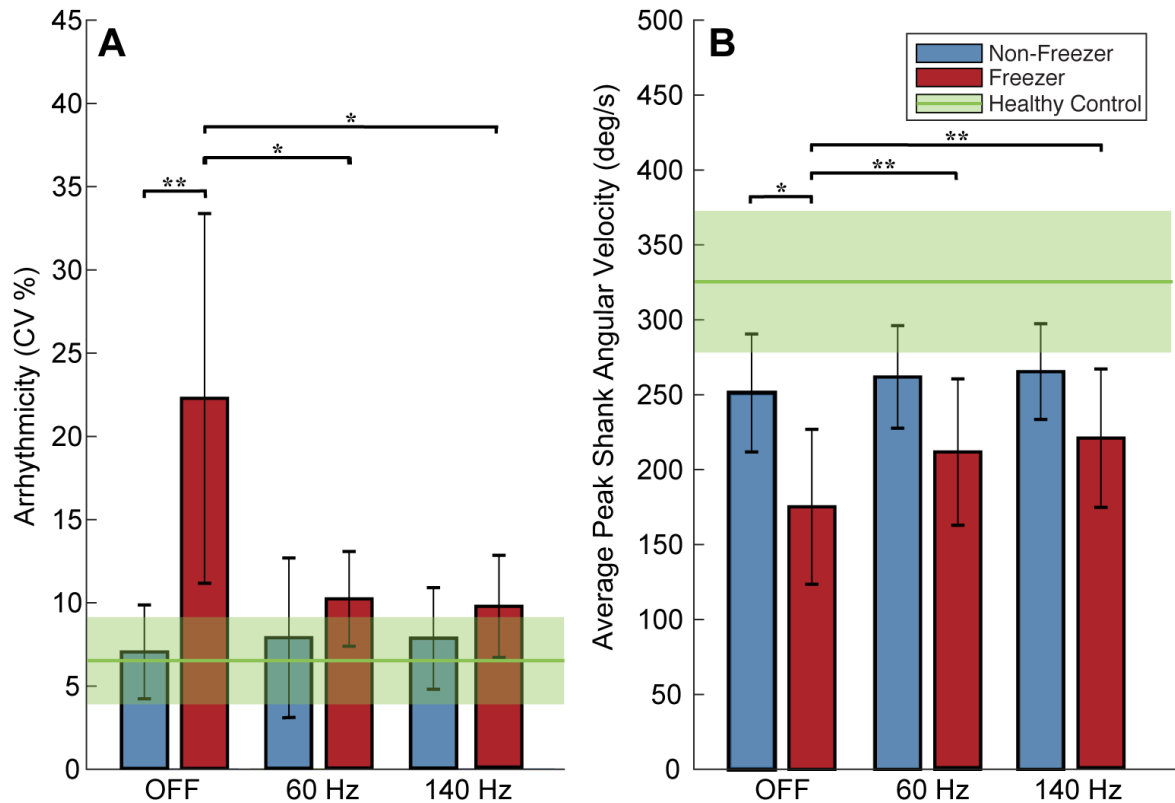 A
Arrhythmicity (CV %)
45
40
35
30
25
20
15
10
5
0
**
*
*
OFF
60 Hz
140 Hz
B
Average Peak Shank Angular Velocity (deg/s)
500
450
400
350
300
250
200
150
100
50
0
Non-Freezer
Freezer
Healthy Control
*
**
**
OFF
60 Hz
140 Hz